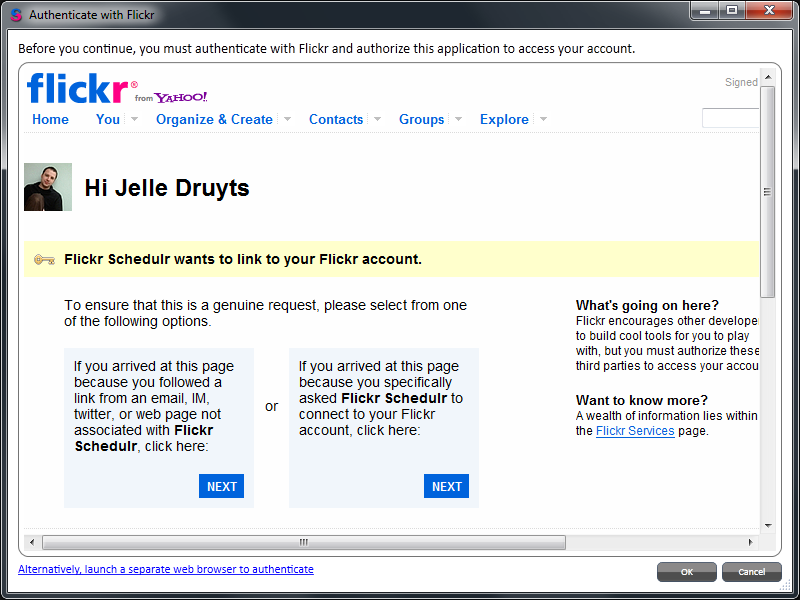 Authenticate with Flickr
Before you continue, you must authenticate with Flickr and authorize this application to access your account.
flickr® from YAHOO!
Signed
Home You Organize & Create Contacts Groups Explore
Hi Jelle Druyts
Flickr Schedulr wants to link to your Flickr account.
To ensure that this is a genuine request, please select from one
of the following options.
If you arrived at this page
because you followed a
link from an email, IM,
twitter, or web page not
associated with Flickr
Schedulr, click here:
NEXT
or
If you arrived at this page
because you specifically
asked Flickr Schedulr to
connect to your Flickr
account, click here:
NEXT
What's going on here?
Flickr encourages other develope
to build cool tools for you to play
with, but you must authorize these
third parties to access your accou
Want to know more?
A wealth of information lies within
the Flickr Services page.
Alternatively, launch a separate web browser to authenticate
OK Cancel